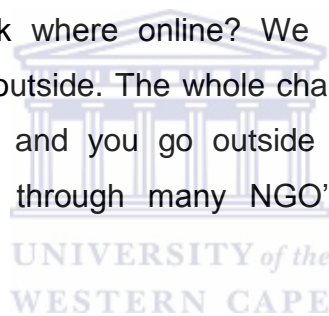 k where online? We
outside. The whole cha
and you go outside
through many NGO'
UNIVERSITY of the
WESTERN CAPE